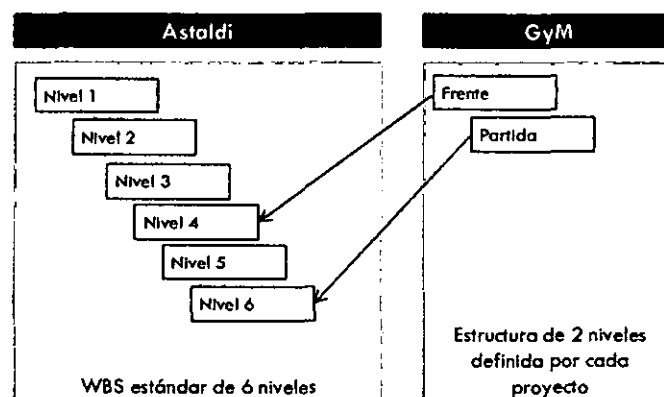 Astaldi
GyM
Nivel 1
Nivel 2
Nivel 3
Nivel 4
Nivel 5
Nivel 6
WBS estándar de 6 niveles
Frente
Partida
Estructura de 2 niveles
definida por cada
proyecto